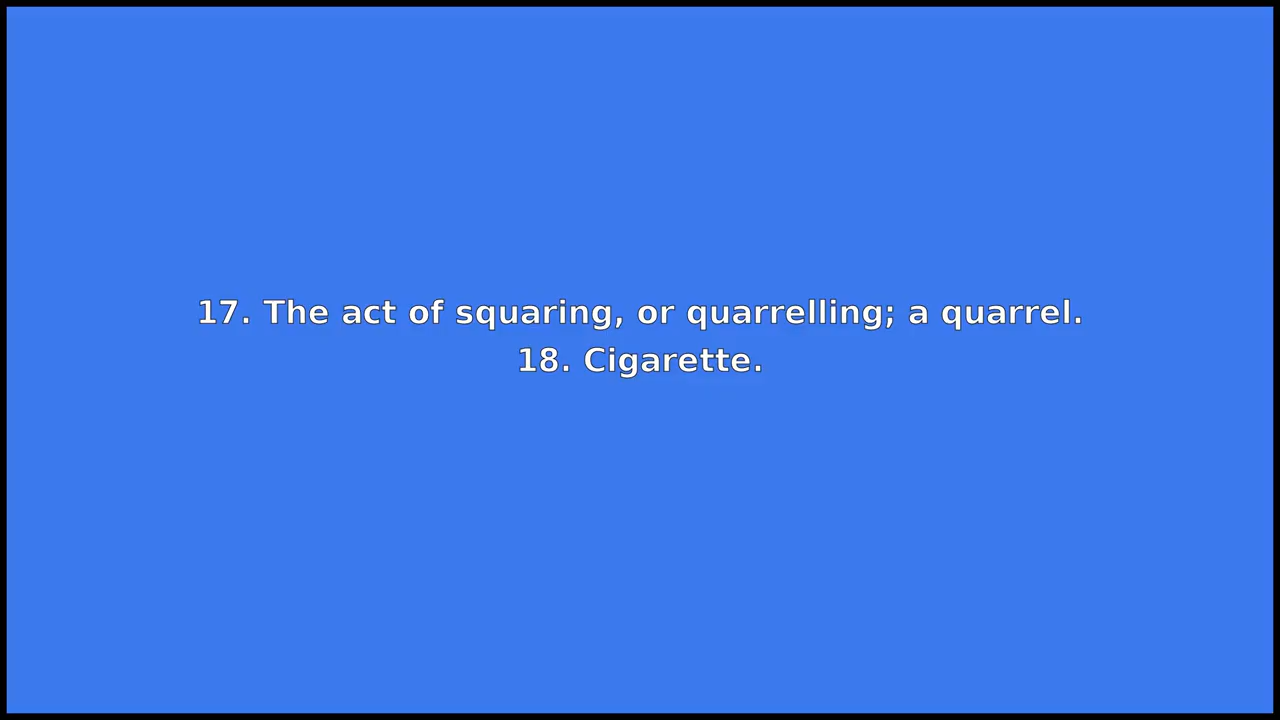 17. The act of squaring, or quarrelling; a quarrel.
18. Cigarette.